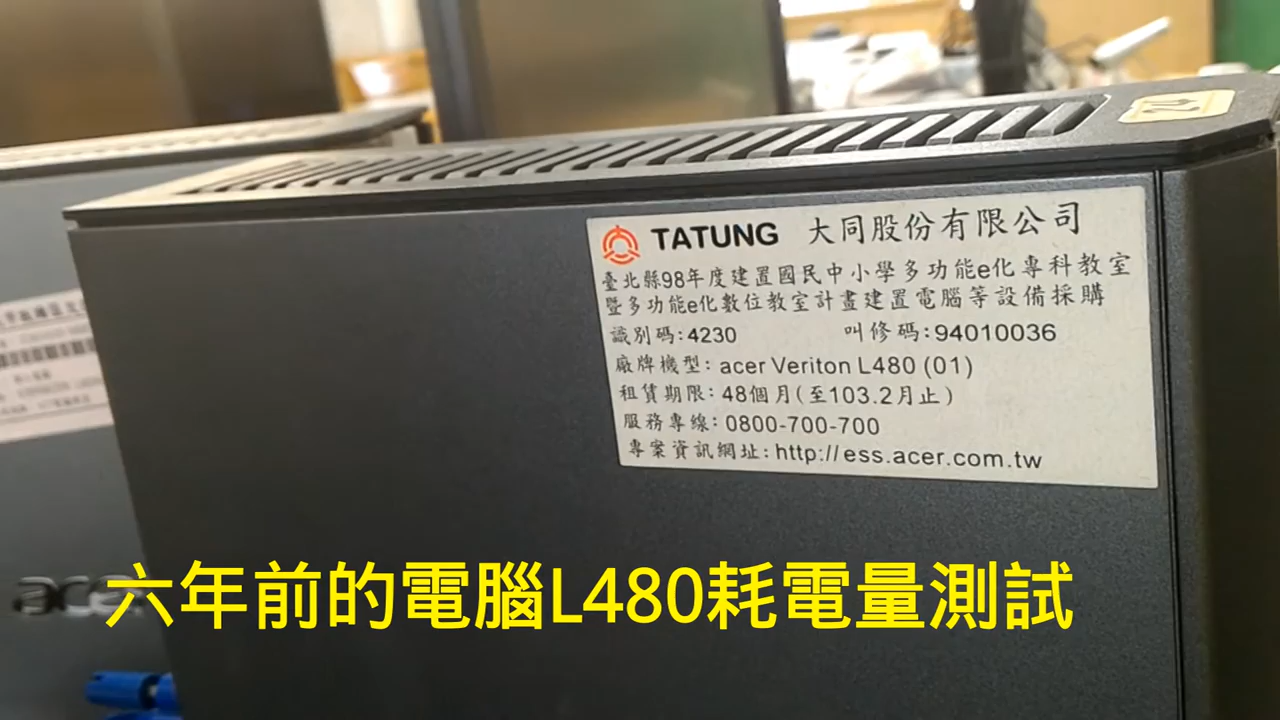 TATUNG 大同股份有限公司
臺北縣98年度建置國民中小學多功能e化專科教室
暨多功能e化數位教室計畫建置電腦等設備採購
識別碼:4230 叫修碼:94010036
廠牌機型: acer Veriton L480 (01)
租賃期限: 48個月(至103.2月止)
服務專線: 0800-700-700
專案資訊網址: http://ess.acer.com.tw
acer
六年前的電腦L480耗電量測試